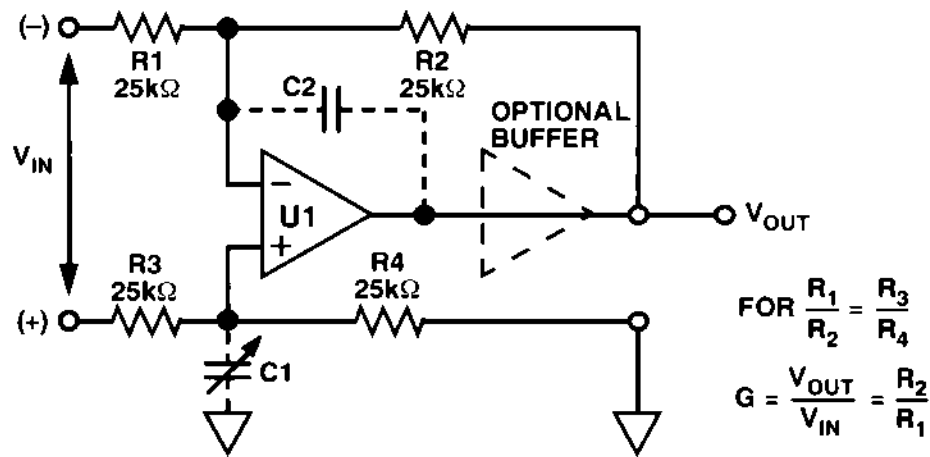 (−)
R1
25kΩ
R2
25kΩ
C2
OPTIONAL
BUFFER
V_IN
−
U1
+
V_OUT
R3
25kΩ
R4
25kΩ
(+)
C1
FOR R₁/R₂ = R₃/R₄
G = V_OUT/V_IN = R₂/R₁